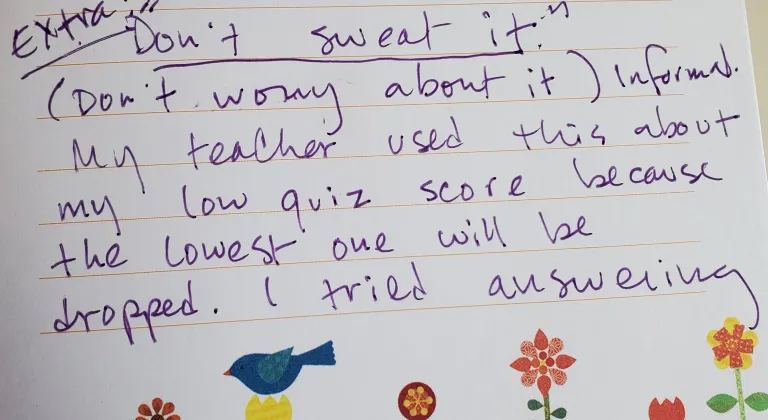 Extra: "Don't sweat it."
(Don't worry about it) Informal.
My teacher used this about
my low quiz score because
the lowest one will be
dropped. I tried answering